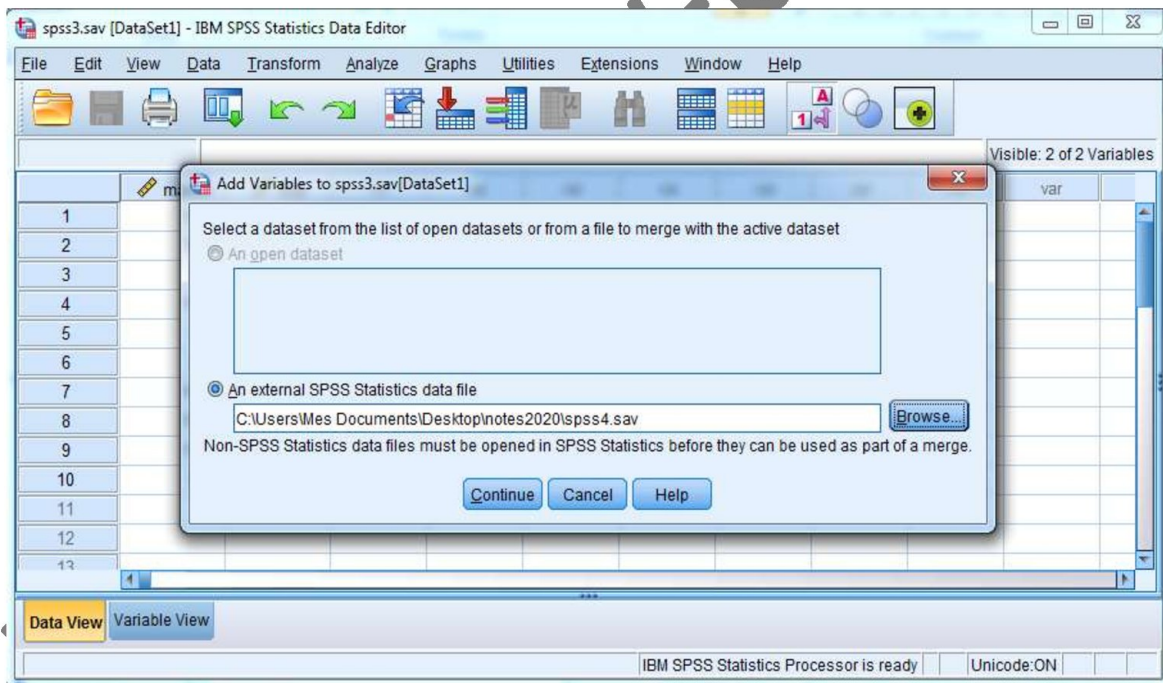 spss3.sav [DataSet1] - IBM SPSS Statistics Data Editor
File Edit View Data Transform Analyze Graphs Utilities Extensions Window Help
Visible: 2 of 2 Variables
var
Add Variables to spss3.sav[DataSet1]
Select a dataset from the list of open datasets or from a file to merge with the active dataset
An open dataset
An external SPSS Statistics data file
C:\Users\Mes Documents\Desktop\notes2020\spss4.sav
Browse...
Non-SPSS Statistics data files must be opened in SPSS Statistics before they can be used as part of a merge.
Continue Cancel Help
1
2
3
4
5
6
7
8
9
10
11
12
13
Data View Variable View
IBM SPSS Statistics Processor is ready Unicode:ON